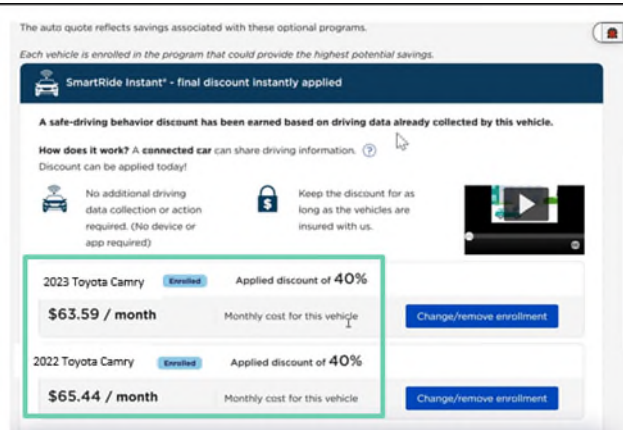 The auto quote reflects savings associated with these optional programs.
Each vehicle is enrolled in the program that could provide the highest potential savings.
SmartRide Instant® - final discount instantly applied
A safe-driving behavior discount has been earned based on driving data already collected by this vehicle.
How does it work? A connected car can share driving information. ?
Discount can be applied today!
No additional driving
data collection or action
required. (No device or
app required)
$
Keep the discount for as
long as the vehicles are
insured with us.
2023 Toyota Camry Enrolled Applied discount of 40%
$63.59 / month Monthly cost for this vehicle Change/remove enrollment
2022 Toyota Camry Enrolled Applied discount of 40%
$65.44 / month Monthly cost for this vehicle Change/remove enrollment